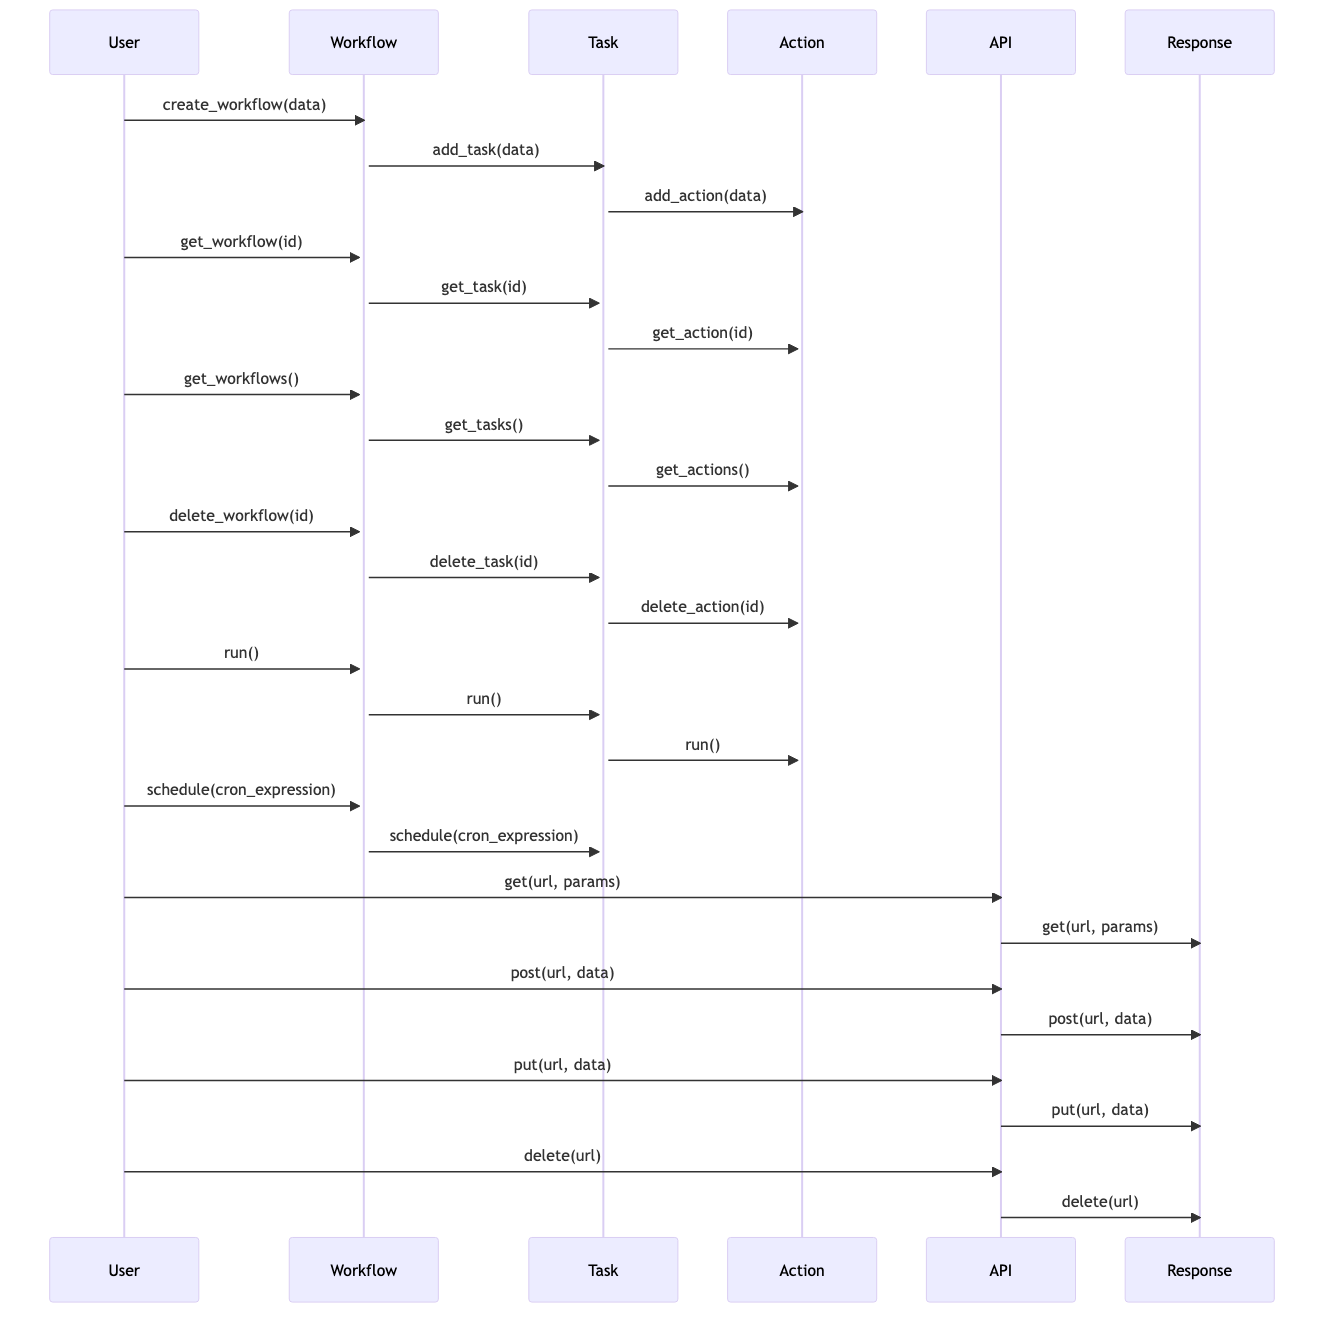 User
Workflow
Task
Action
API
Response
create_workflow(data)
add_task(data)
add_action(data)
get_workflow(id)
get_task(id)
get_action(id)
get_workflows()
get_tasks()
get_actions()
delete_workflow(id)
delete_task(id)
delete_action(id)
run()
run()
run()
schedule(cron_expression)
schedule(cron_expression)
get(url, params)
get(url, params)
post(url, data)
post(url, data)
put(url, data)
put(url, data)
delete(url)
delete(url)
User
Workflow
Task
Action
API
Response